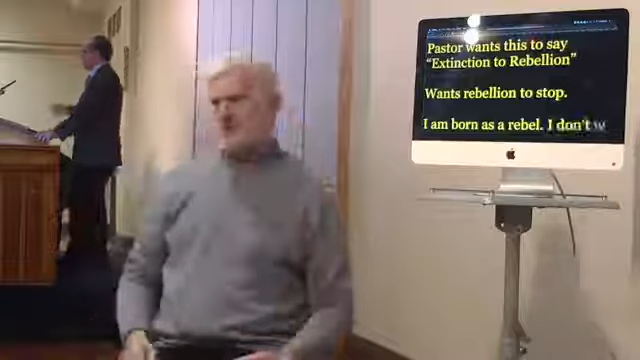 Pastor wants this to say
"Extinction to Rebellion"
Wants rebellion to stop.
I am born as a rebel. I don't